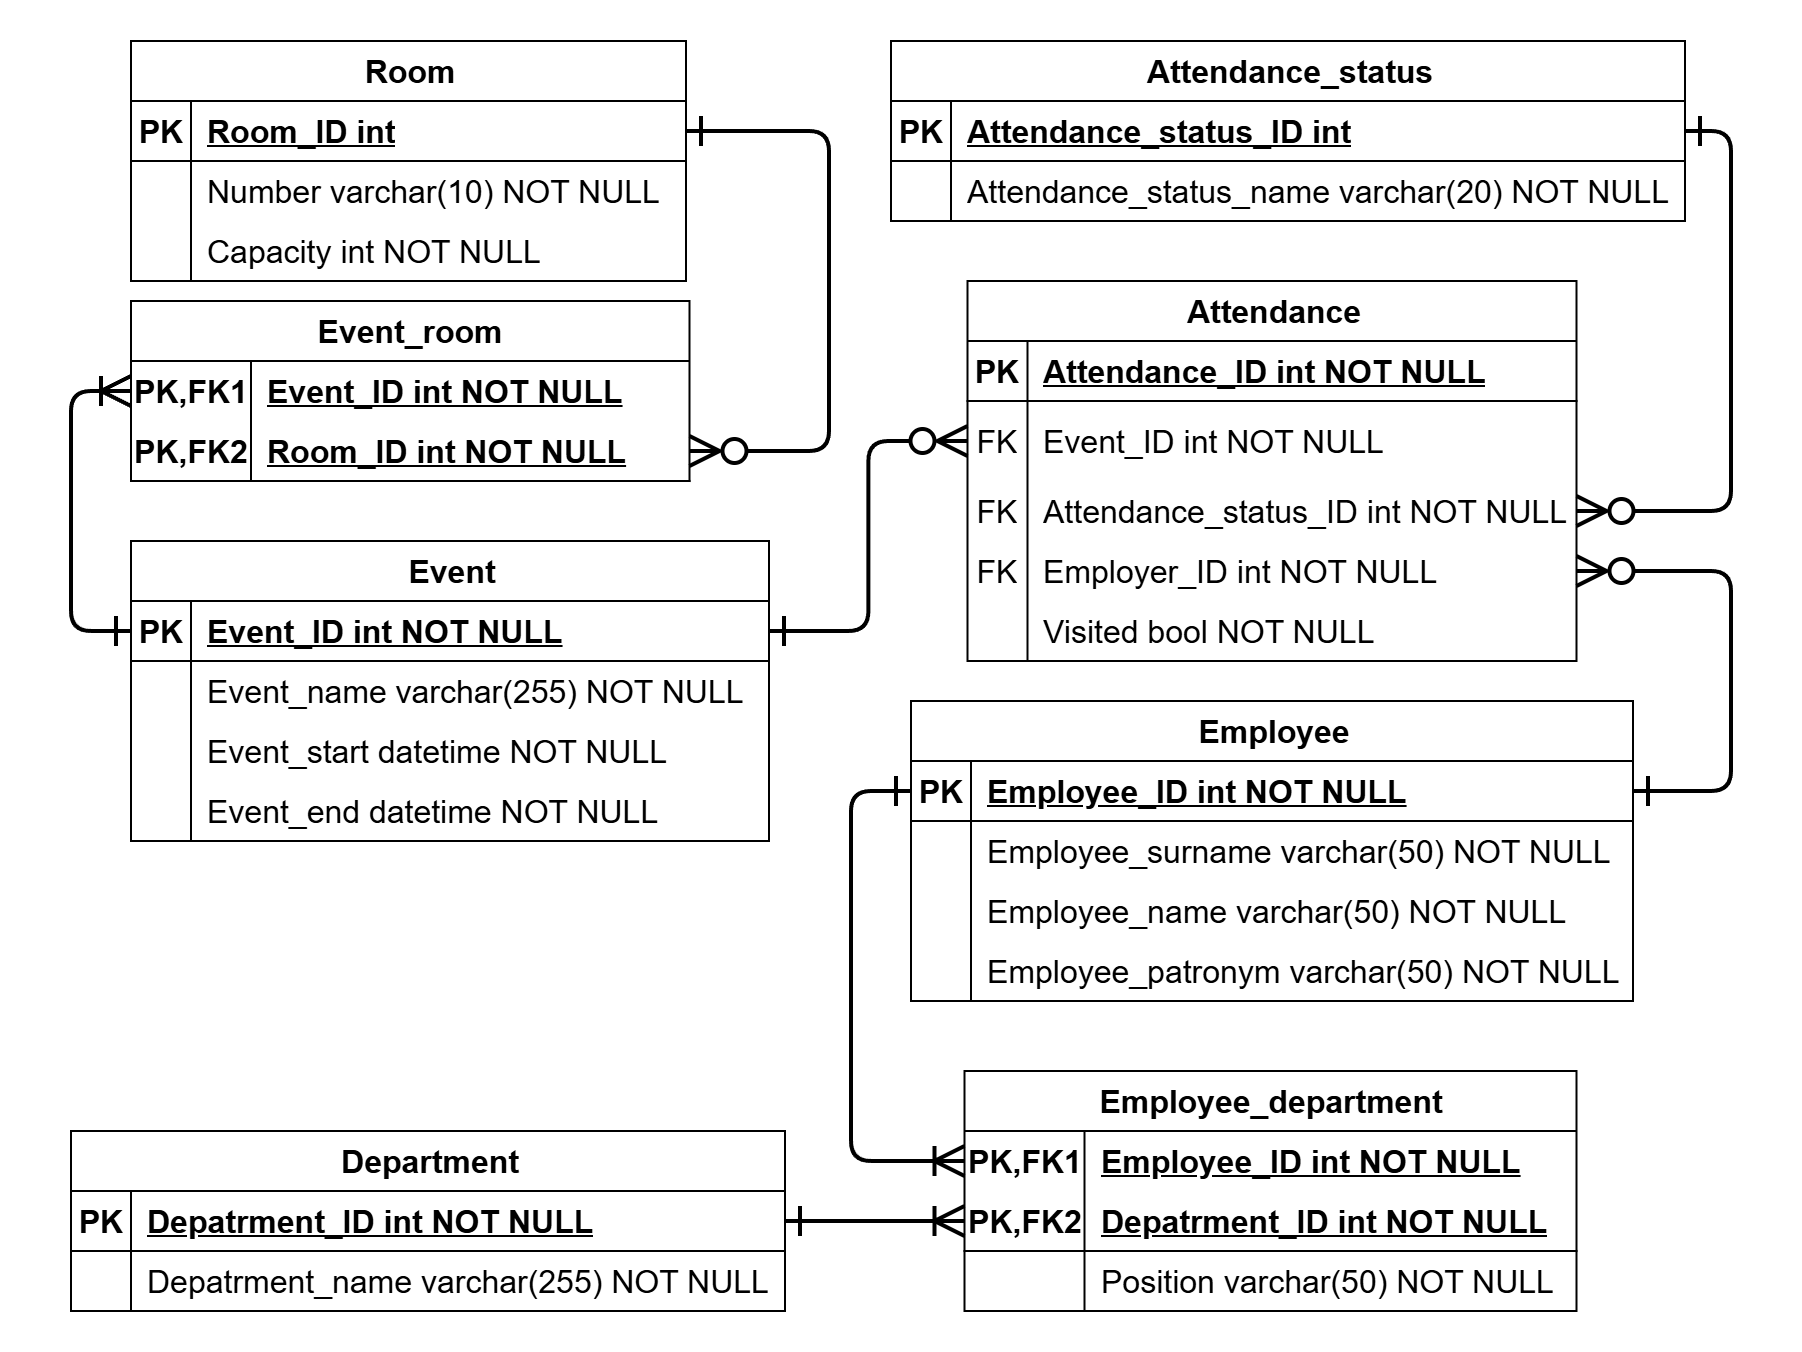 Room
PK Room_ID int
Number varchar(10) NOT NULL
Capacity int NOT NULL
Event_room
PK,FK1 Event_ID int NOT NULL
PK,FK2 Room_ID int NOT NULL
Event
PK Event_ID int NOT NULL
Event_name varchar(255) NOT NULL
Event_start datetime NOT NULL
Event_end datetime NOT NULL
Attendance_status
PK Attendance_status_ID int
Attendance_status_name varchar(20) NOT NULL
Attendance
PK Attendance_ID int NOT NULL
FK Event_ID int NOT NULL
FK Attendance_status_ID int NOT NULL
FK Employer_ID int NOT NULL
Visited bool NOT NULL
Employee
PK Employee_ID int NOT NULL
Employee_surname varchar(50) NOT NULL
Employee_name varchar(50) NOT NULL
Employee_patronym varchar(50) NOT NULL
Department
PK Depatrment_ID int NOT NULL
Depatrment_name varchar(255) NOT NULL
Employee_department
PK,FK1 Employee_ID int NOT NULL
PK,FK2 Depatrment_ID int NOT NULL
Position varchar(50) NOT NULL